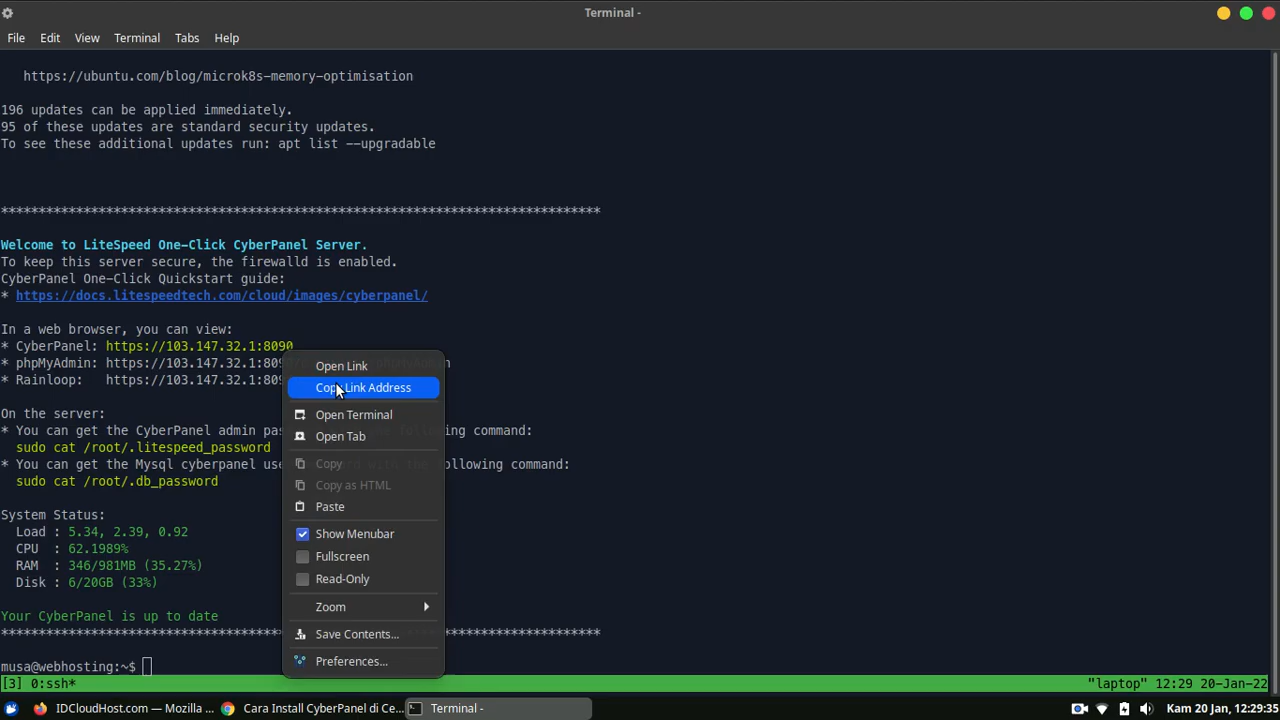 Terminal -
File Edit View Terminal Tabs Help
https://ubuntu.com/blog/microk8s-memory-optimisation
196 updates can be applied immediately.
95 of these updates are standard security updates.
To see these additional updates run: apt list --upgradable
********************************************************************************
Welcome to LiteSpeed One-Click CyberPanel Server.
To keep this server secure, the firewalld is enabled.
CyberPanel One-Click Quickstart guide:
* https://docs.litespeedtech.com/cloud/images/cyberpanel/
In a web browser, you can view:
* CyberPanel: https://103.147.32.1:8090
* phpMyAdmin: https://103.147.32.1:809
* Rainloop: https://103.147.32.1:809
On the server:
* You can get the CyberPanel admin pas following command:
sudo cat /root/.litespeed_password
* You can get the Mysql cyberpanel use following command:
sudo cat /root/.db_password
System Status:
Load : 5.34, 2.39, 0.92
CPU : 62.1989%
RAM : 346/981MB (35.27%)
Disk : 6/20GB (33%)
Your CyberPanel is up to date
********************************************************************************
musa@webhosting:~$
[3] 0:ssh* "laptop" 12:29 20-Jan-22
Open Link
Copy Link Address
Open Terminal
Open Tab
Copy
Copy as HTML
Paste
Show Menubar
Fullscreen
Read-Only
Zoom
Save Contents...
Preferences...
IDCloudHost.com — Mozilla ... Cara Install CyberPanel di Ce... Terminal - Kam 20 Jan, 12:29:35